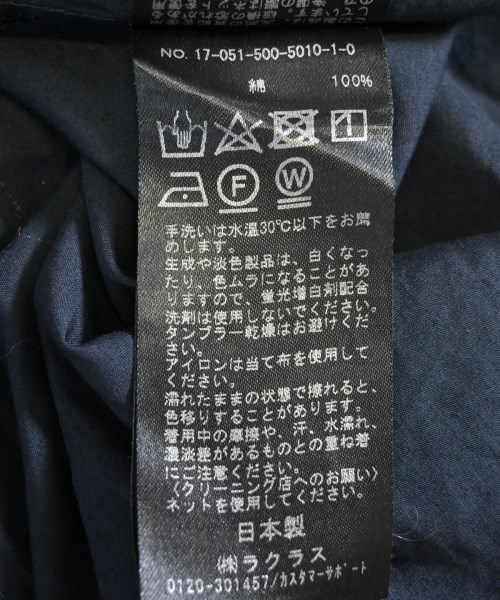 NO. 17-051-500-5010-1-0
綿 100%
F
W
手洗いは水温30℃以下をお薦
めします。
生成や淡色製品は、白くなっ
たり、色ムラになることがあ
りますので、蛍光増白剤配合
洗剤は使用しないでください。
タンブラー乾燥はお避けくだ
さい。
アイロンは当て布を使用して
ください。
濡れたままの状態で擦れると、
色移りすることがあります。
着用中の摩擦や、汗、水濡れ、
濃淡差があるものとの重ね着
にご注意ください。
〈クリーニング店へのお願い〉
ネットを使用してください。
日本製
㈱ラクラス
0120-301457/カスタマーサポート